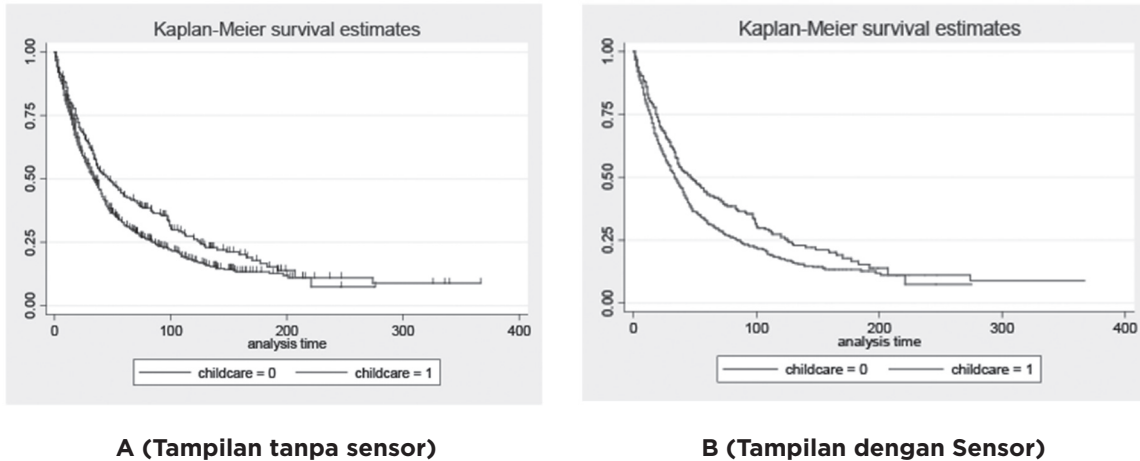 Kaplan-Meier survival estimates
1.00
0.75
0.50
0.25
0.00
0 100 200 300 400
analysis time
childcare = 0 childcare = 1
A (Tampilan tanpa sensor)
Kaplan-Meier survival estimates
1.00
0.75
0.50
0.25
0.00
0 100 200 300 400
analysis time
childcare = 0 childcare = 1
B (Tampilan dengan Sensor)